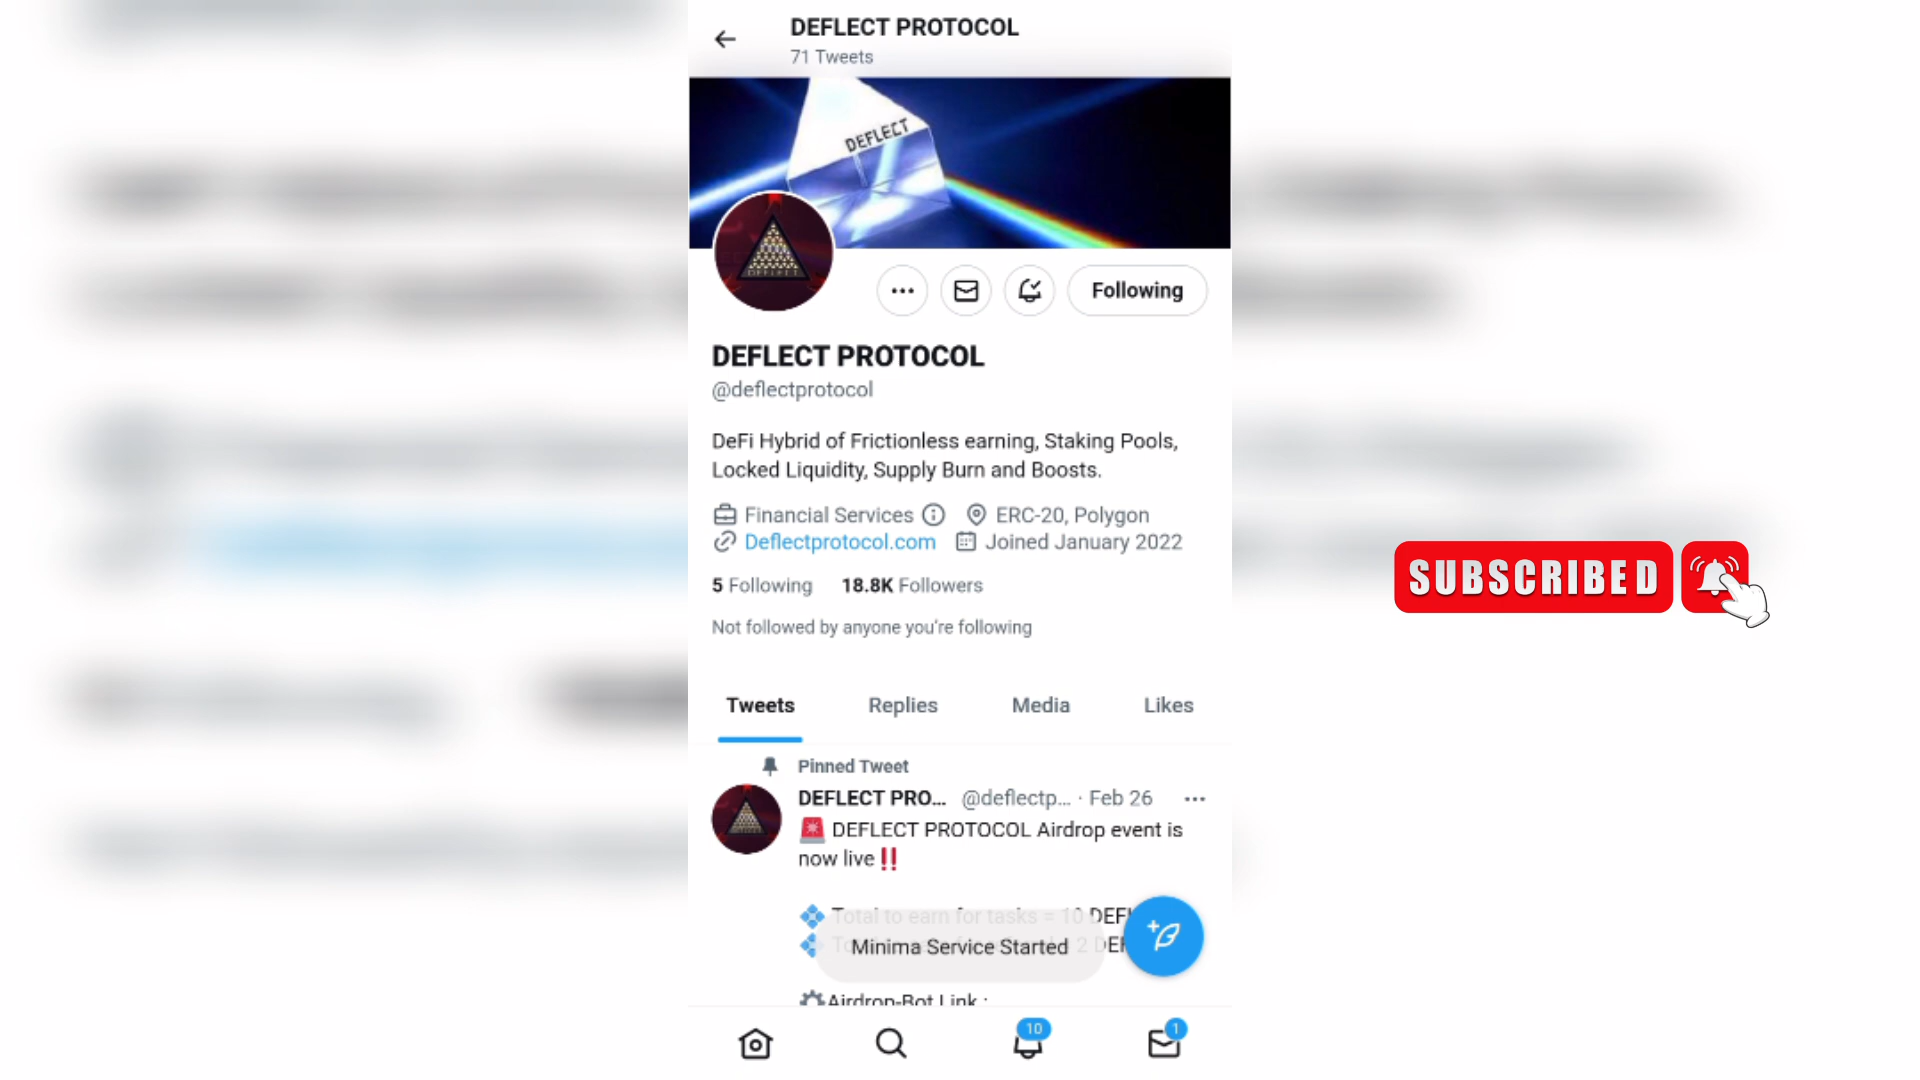 DEFLECT PROTOCOL
71 Tweets
DEFLECT
DEFLECT
Following
DEFLECT PROTOCOL
@deflectprotocol
DeFi Hybrid of Frictionless earning, Staking Pools,
Locked Liquidity, Supply Burn and Boosts.
Financial Services ERC-20, Polygon
Deflectprotocol.com Joined January 2022
5 Following 18.8K Followers
Not followed by anyone you're following
SUBSCRIBED
Tweets Replies Media Likes
Pinned Tweet
DEFLECT PRO... @deflectp... · Feb 26
🚨 DEFLECT PROTOCOL Airdrop event is
now live‼️
Total to earn for tasks = 10 DEFL
Minima Service Started
Airdrop-Bot Link :
10
1